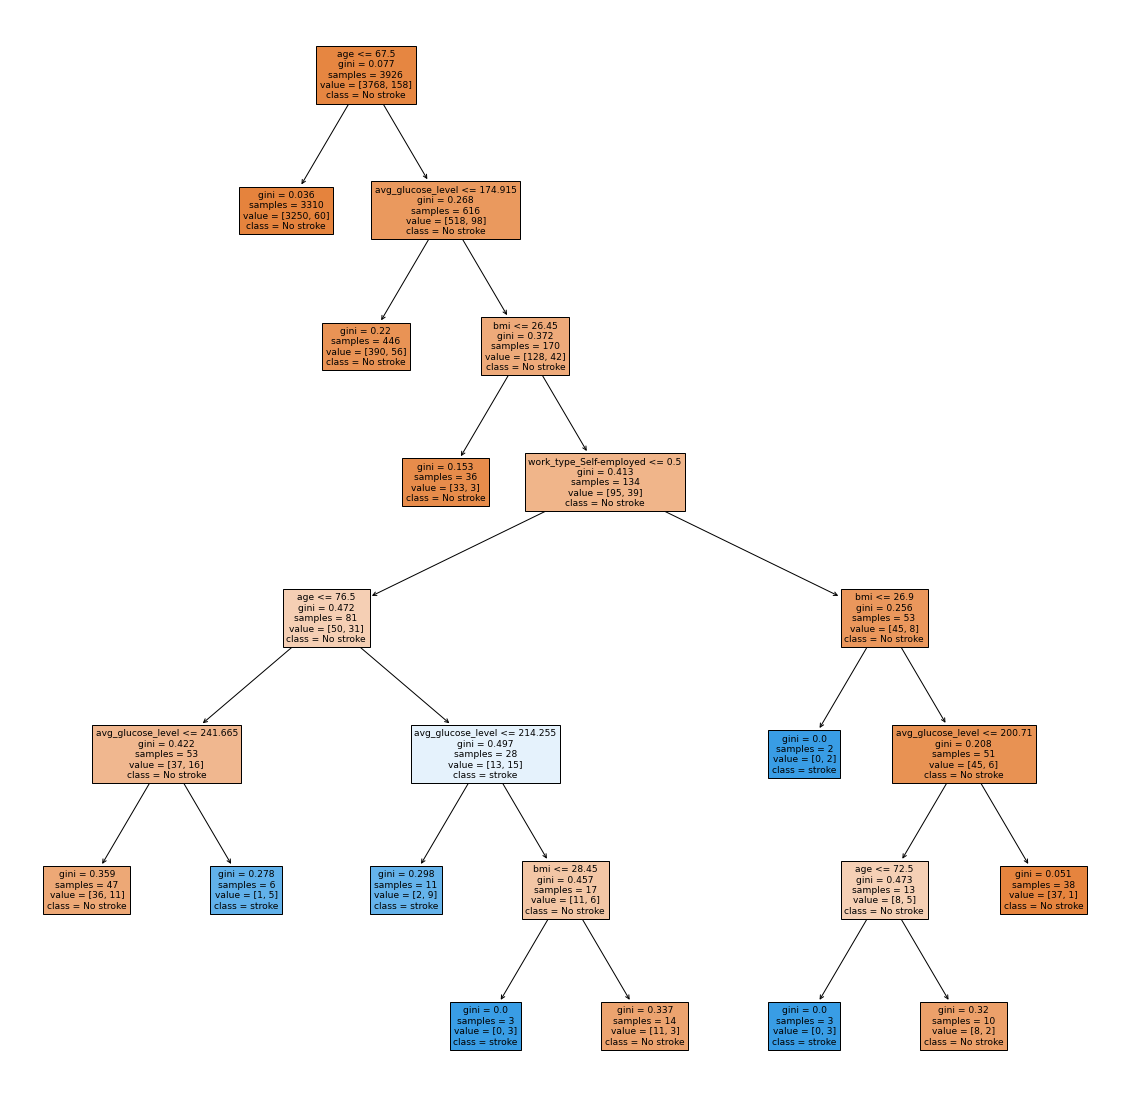 age <= 67.5
gini = 0.077
samples = 3926
value = [3768, 158]
class = No stroke
gini = 0.036
samples = 3310
value = [3250, 60]
class = No stroke
avg_glucose_level <= 174.915
gini = 0.268
samples = 616
value = [518, 98]
class = No stroke
gini = 0.22
samples = 446
value = [390, 56]
class = No stroke
bmi <= 26.45
gini = 0.372
samples = 170
value = [128, 42]
class = No stroke
gini = 0.153
samples = 36
value = [33, 3]
class = No stroke
work_type_Self-employed <= 0.5
gini = 0.413
samples = 134
value = [95, 39]
class = No stroke
age <= 76.5
gini = 0.472
samples = 81
value = [50, 31]
class = No stroke
bmi <= 26.9
gini = 0.256
samples = 53
value = [45, 8]
class = No stroke
avg_glucose_level <= 241.665
gini = 0.422
samples = 53
value = [37, 16]
class = No stroke
avg_glucose_level <= 214.255
gini = 0.497
samples = 28
value = [13, 15]
class = stroke
gini = 0.0
samples = 2
value = [0, 2]
class = stroke
avg_glucose_level <= 200.71
gini = 0.208
samples = 51
value = [45, 6]
class = No stroke
gini = 0.359
samples = 47
value = [36, 11]
class = No stroke
gini = 0.278
samples = 6
value = [1, 5]
class = stroke
gini = 0.298
samples = 11
value = [2, 9]
class = stroke
bmi <= 28.45
gini = 0.457
samples = 17
value = [11, 6]
class = No stroke
age <= 72.5
gini = 0.473
samples = 13
value = [8, 5]
class = No stroke
gini = 0.051
samples = 38
value = [37, 1]
class = No stroke
gini = 0.0
samples = 3
value = [0, 3]
class = stroke
gini = 0.337
samples = 14
value = [11, 3]
class = No stroke
gini = 0.0
samples = 3
value = [0, 3]
class = stroke
gini = 0.32
samples = 10
value = [8, 2]
class = No stroke